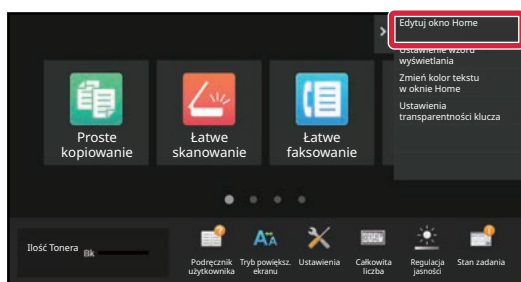 Edytuj okno Home
Ustawienie wzoru
wyświetlania
Zmień kolor tekstu
w oknie Home
Ustawienia
transparentności klucza
Proste
kopiowanie
Łatwe
skanowanie
Łatwe
faksowanie
Ilość Tonera
Bk
Podręcznik
użytkownika
Tryb powiększ.
ekranu
Ustawienia
Całkowita
liczba
Regulacja
jasności
Stan zadania